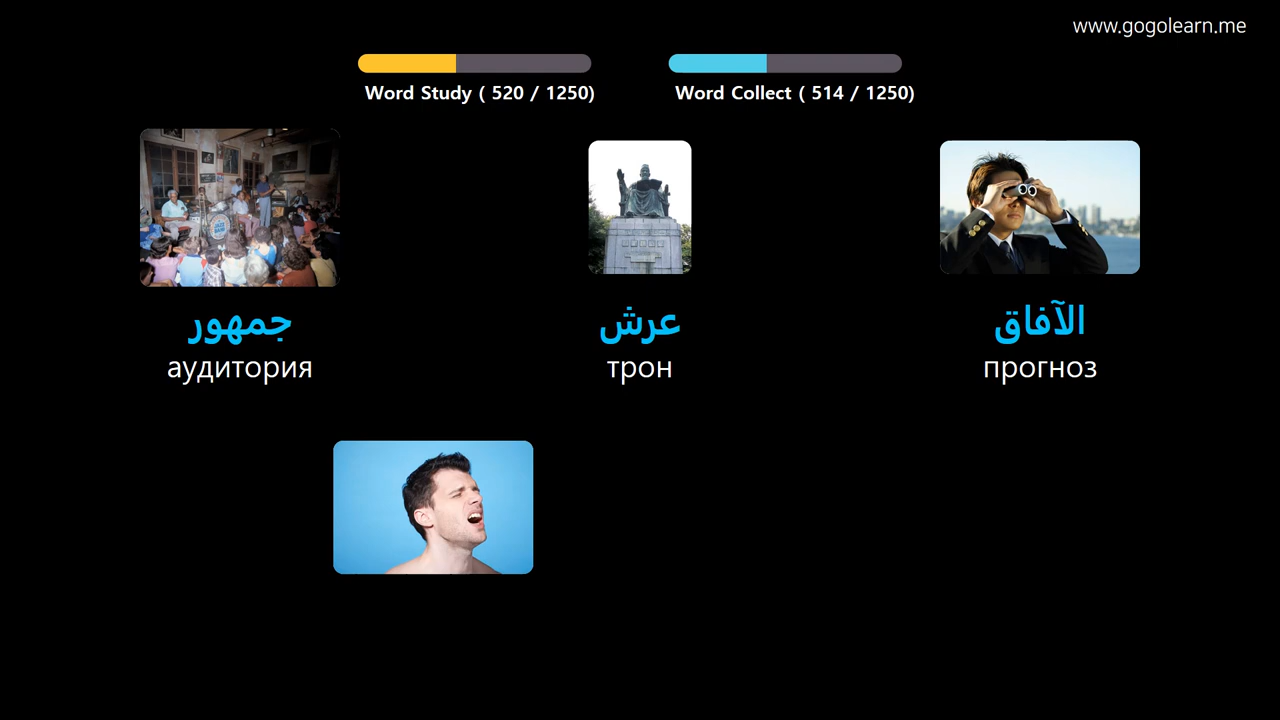 www.gogolearn.me
Word Study ( 520 / 1250)
Word Collect ( 514 / 1250)
جمهور
аудитория
عرش
трон
الآفاق
прогноз